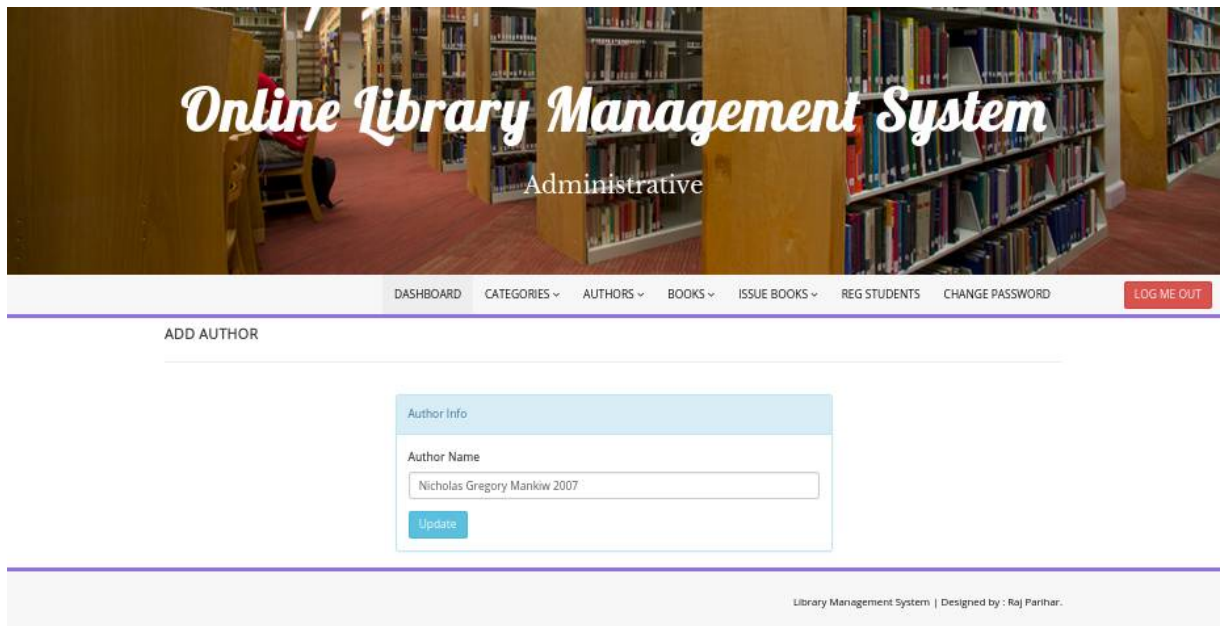 Online Library Management System
Administrative
DASHBOARD CATEGORIES AUTHORS BOOKS ISSUE BOOKS REG STUDENTS CHANGE PASSWORD LOG ME OUT
ADD AUTHOR
Author Info
Author Name
Nicholas Gregory Mankiw 2007
Update
Library Management System | Designed by : Raj Parihar.